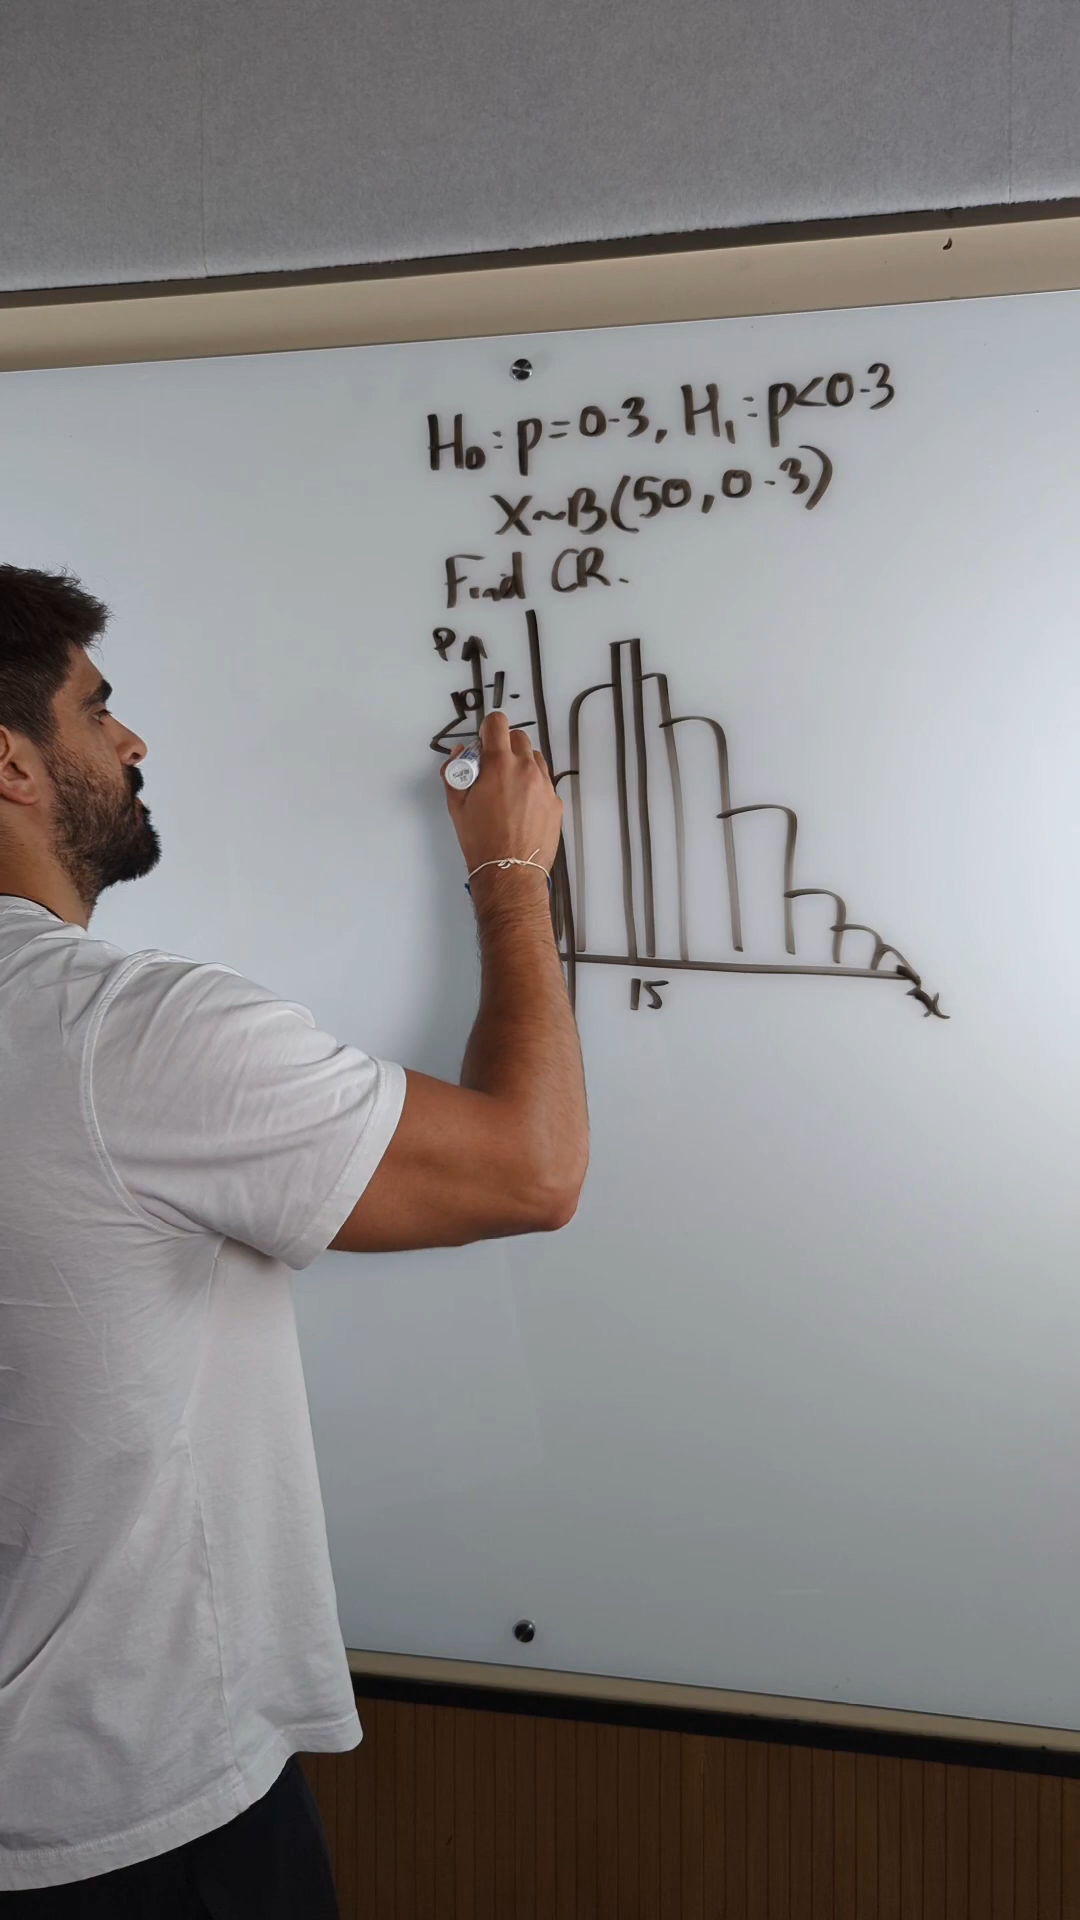 H₀: p=0.3, H₁: p<0.3
X~B(50, 0.3)
Find CR.
P
10%
15
x